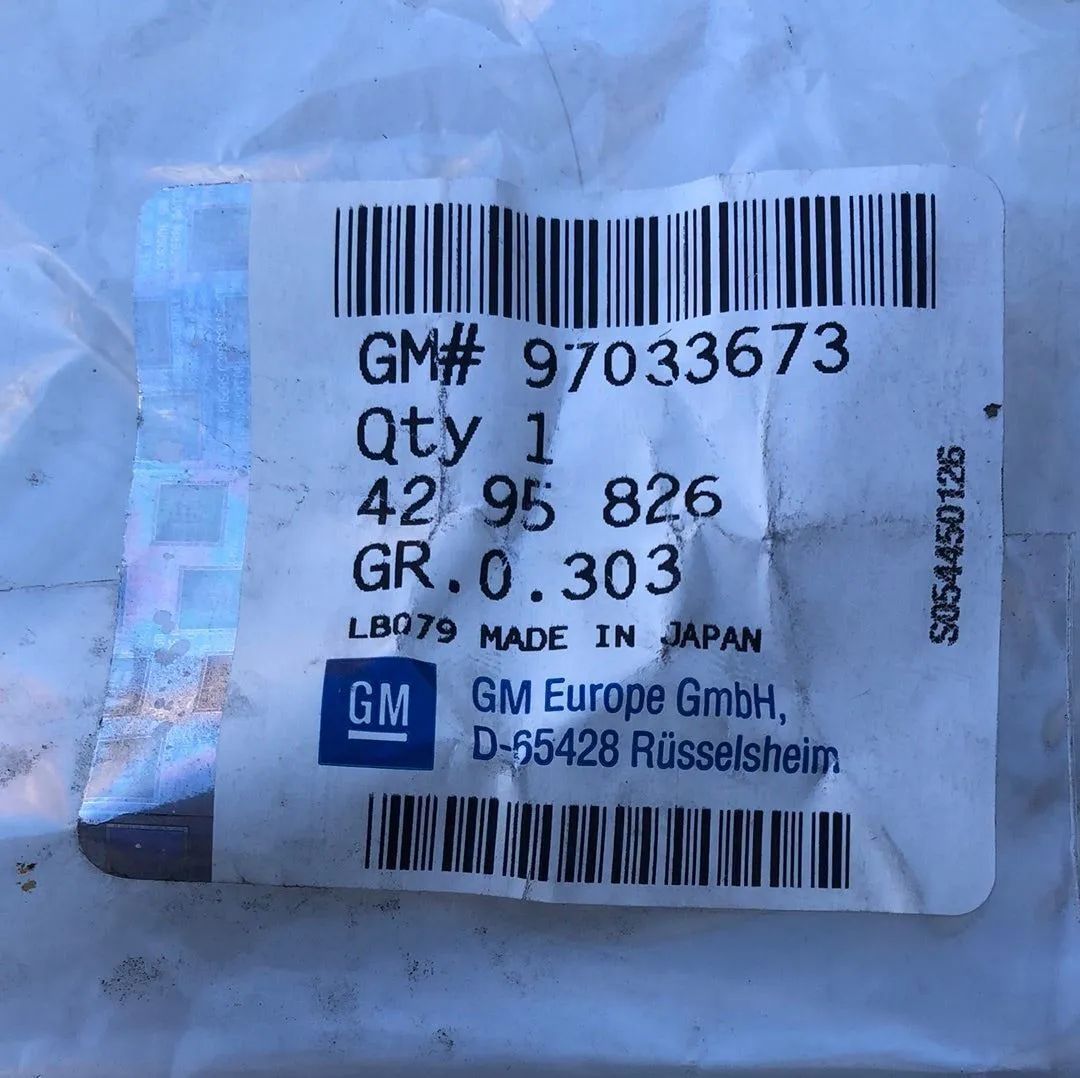 GM# 97033673
Qty 1
42 95 826
GR.0.303
LB079 MADE IN JAPAN
GM
GM Europe GmbH,
D-65428 Rüsselsheim
S0544450126